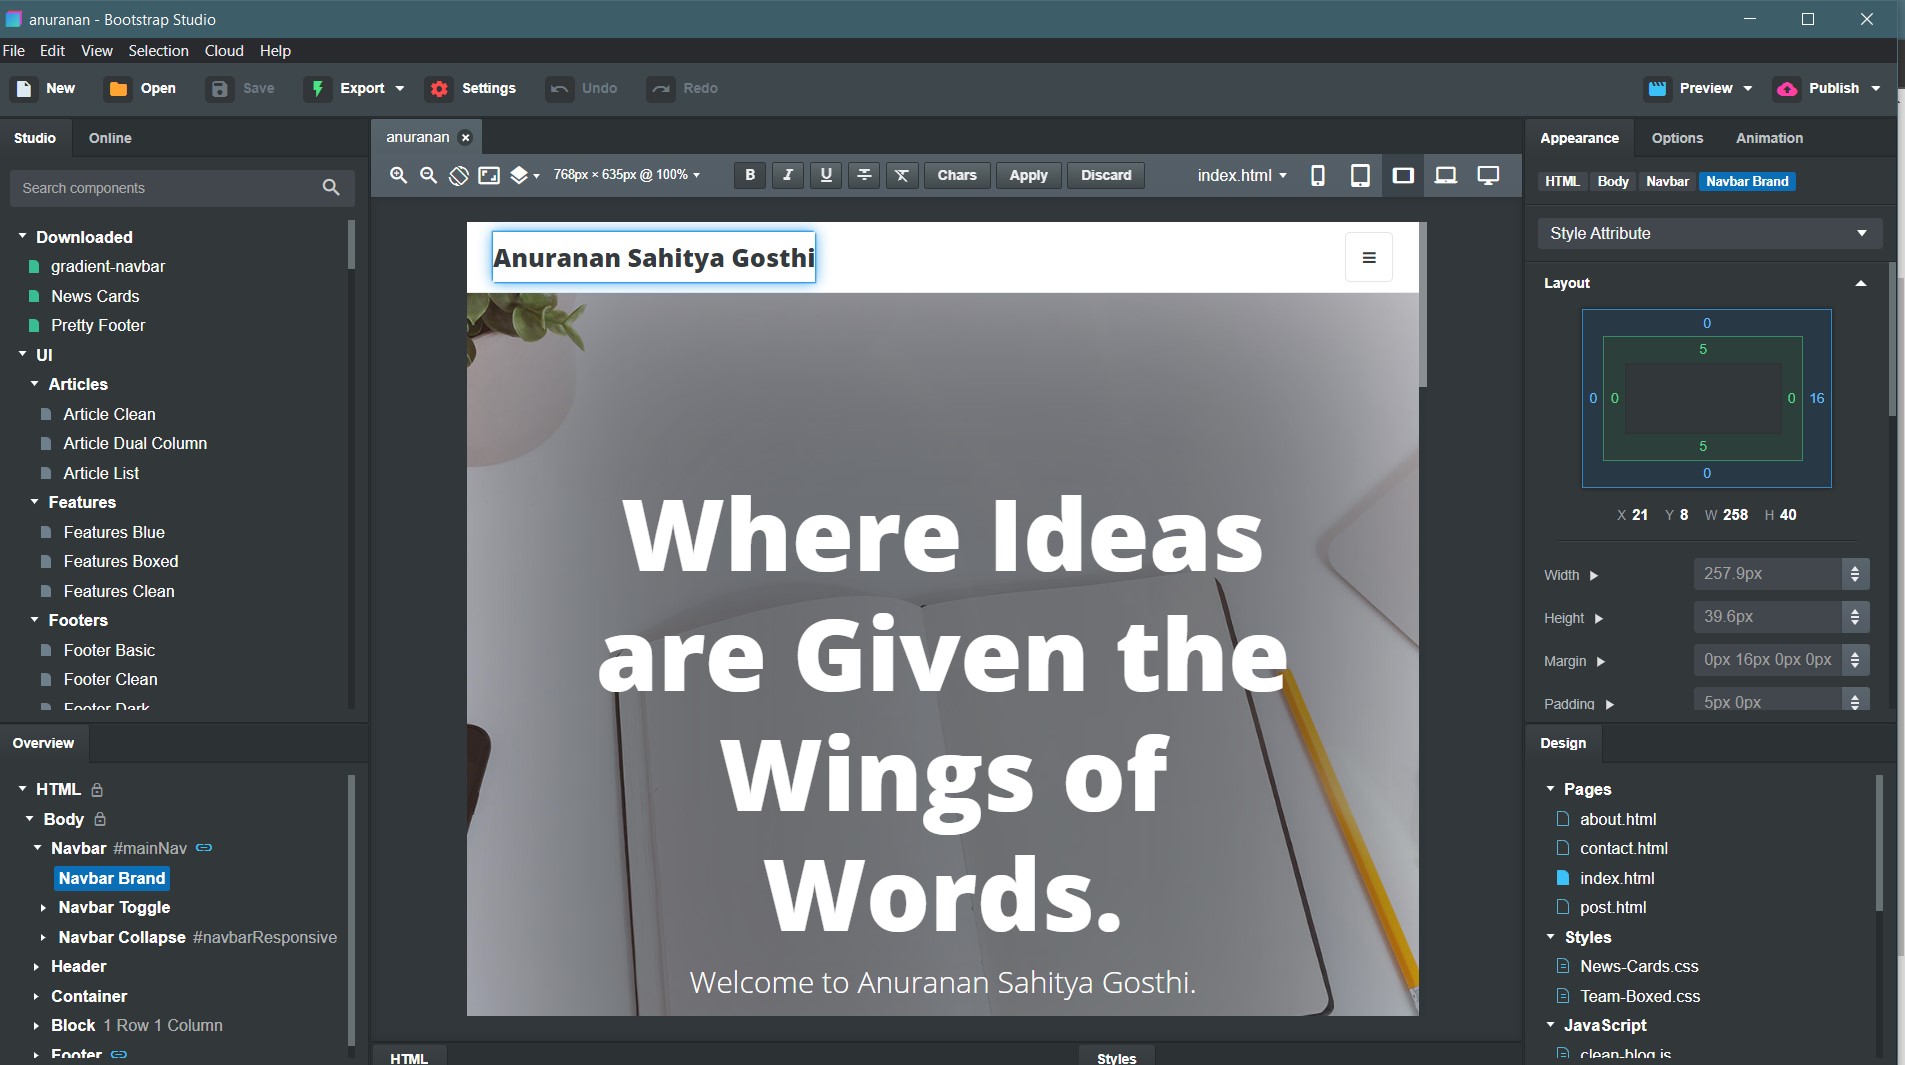 anuranan - Bootstrap Studio
File Edit View Selection Cloud Help
New Open Save Export Settings Undo Redo Preview Publish
Studio Online
Search components
Downloaded
gradient-navbar
News Cards
Pretty Footer
UI
Articles
Article Clean
Article Dual Column
Article List
Features
Features Blue
Features Boxed
Features Clean
Footers
Footer Basic
Footer Clean
Footer Dark
Overview
HTML
Body
Navbar #mainNav
Navbar Brand
Navbar Toggle
Navbar Collapse #navbarResponsive
Header
Container
Block 1 Row 1 Column
Footer
anuranan
768px × 635px @ 100% B I U Chars Apply Discard index.html
Anuranan Sahitya Gosthi
Where Ideas
are Given the
Wings of
Words.
Welcome to Anuranan Sahitya Gosthi.
HTML Styles
Appearance Options Animation
HTML Body Navbar Navbar Brand
Style Attribute
Layout
0
5
0 0 0 16
5
0
X 21 Y 8 W 258 H 40
Width 257.9px
Height 39.6px
Margin 0px 16px 0px 0px
Padding 5px 0px
Design
Pages
about.html
contact.html
index.html
post.html
Styles
News-Cards.css
Team-Boxed.css
JavaScript
clean-blog.js